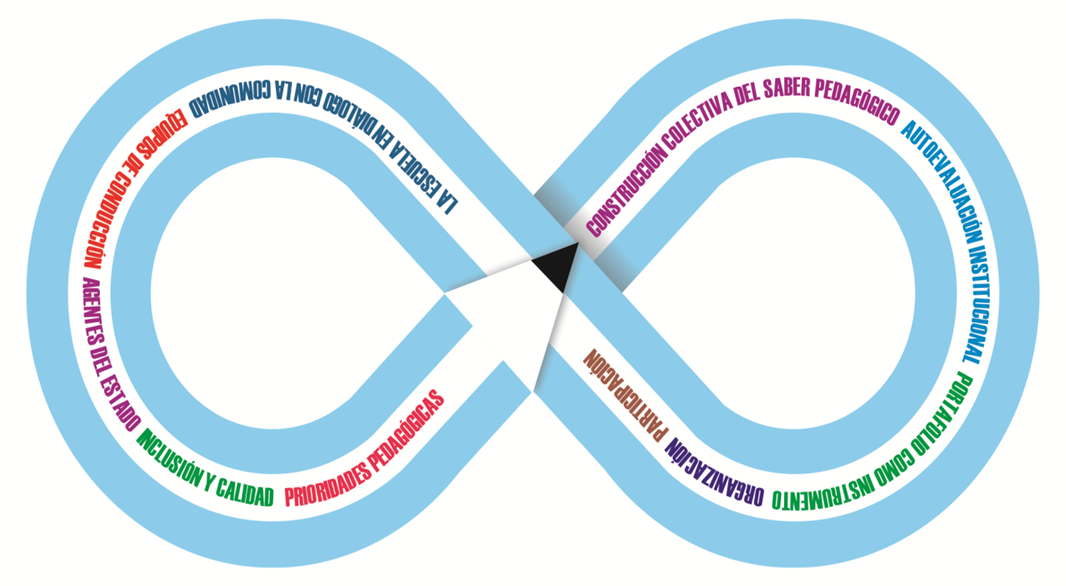 CONSTRUCCIÓN COLECTIVA DEL SABER PEDAGÓGICO
AUTOEVALUACIÓN INSTITUCIONAL
PORTAFOLIO COMO INSTRUMENTO
ORGANIZACIÓN
PARTICIPACIÓN
LA ESCUELA EN DIÁLOGO CON LA COMUNIDAD
EQUIPOS DE CONDUCCIÓN
AGENTES DEL ESTADO
INCLUSIÓN Y CALIDAD
PRIORIDADES PEDAGÓGICAS